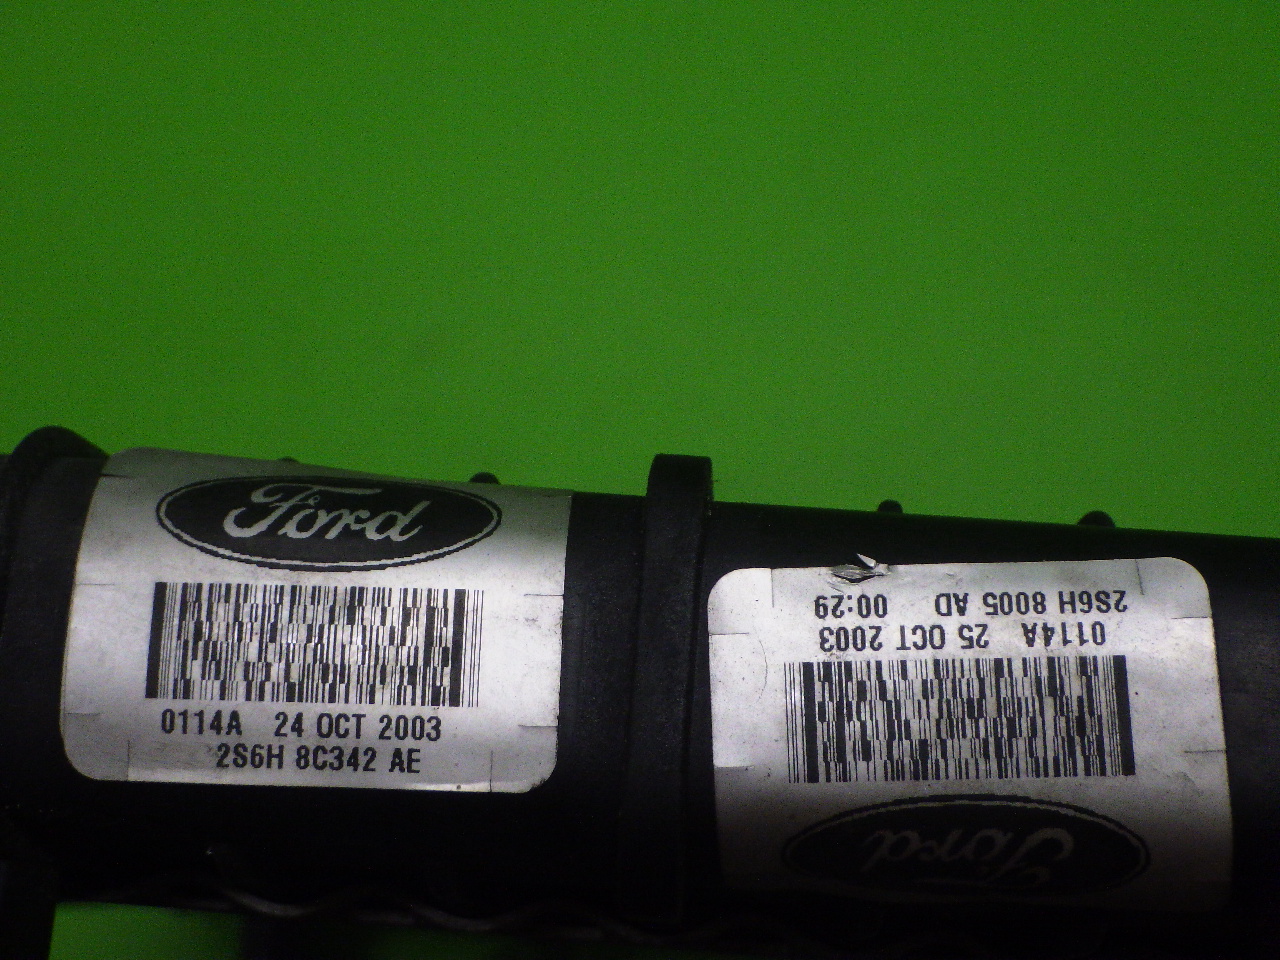 Ford
0114A 24 OCT 2003
2S6H 8C342 AE
Ford
0114A 25 OCT 2003
2S6H 8005 AD 00:29